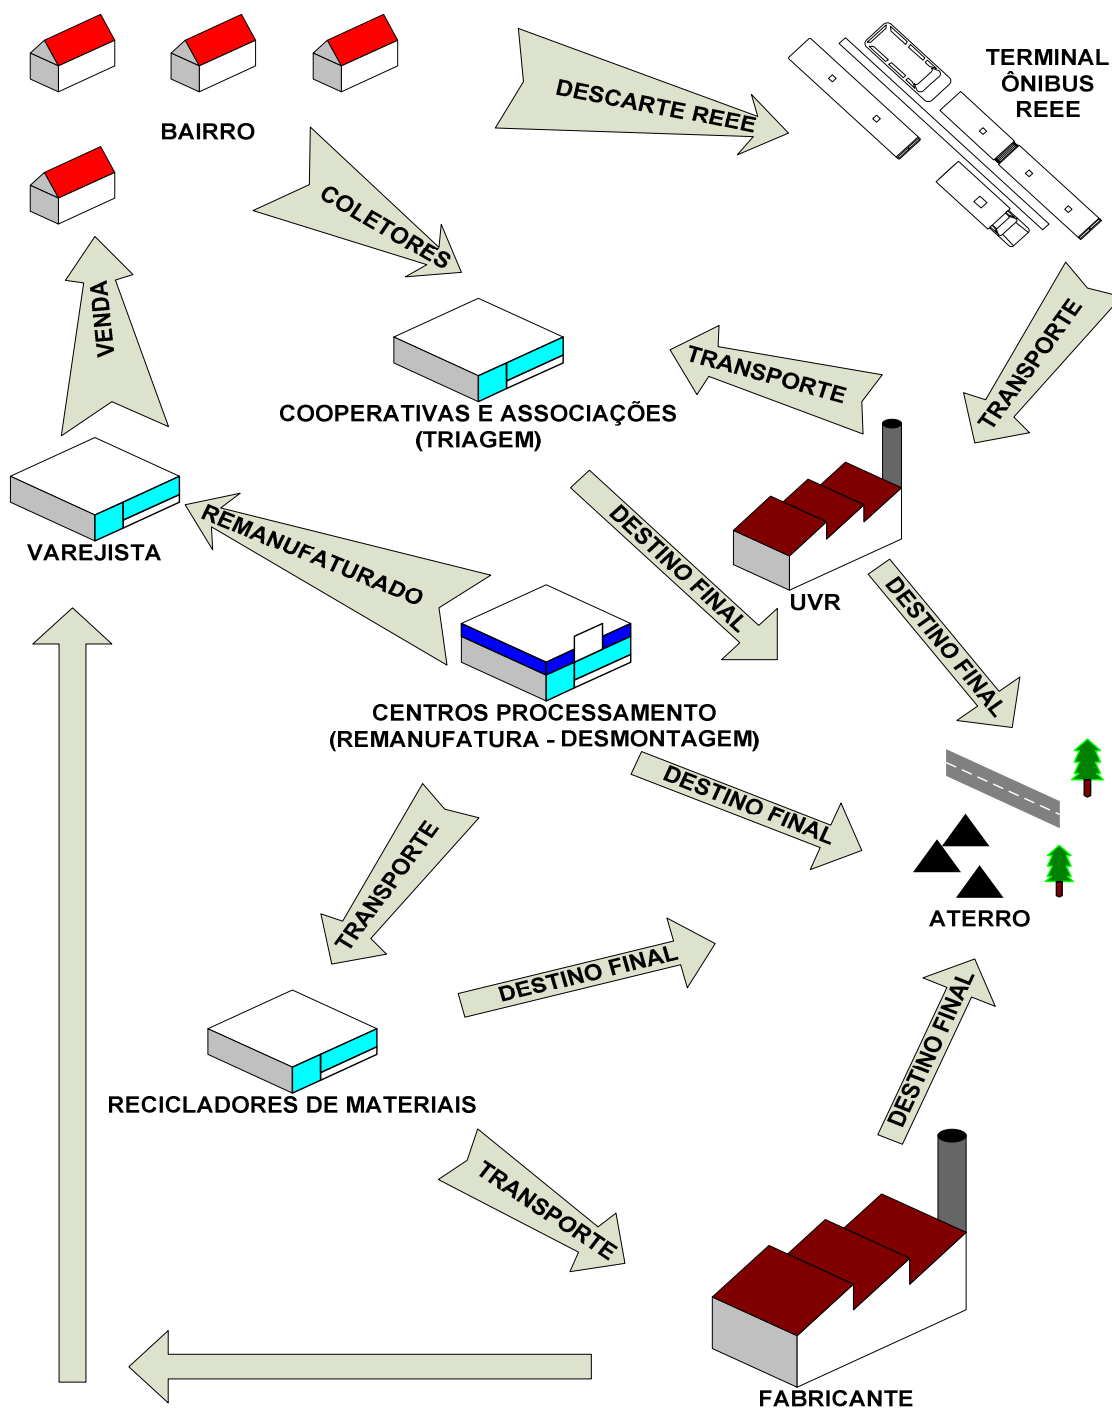 BAIRRO
DESCARTE REEE
TERMINAL
ÔNIBUS
REEE
COLETORES
VENDA
TRANSPORTE
TRANSPORTE
COOPERATIVAS E ASSOCIAÇÕES
(TRIAGEM)
VAREJISTA
REMANUFATURADO
DESTINO FINAL
UVR
DESTINO FINAL
CENTROS PROCESSAMENTO
(REMANUFATURA - DESMONTAGEM)
DESTINO FINAL
TRANSPORTE
ATERRO
DESTINO FINAL
DESTINO FINAL
RECICLADORES DE MATERIAIS
TRANSPORTE
FABRICANTE